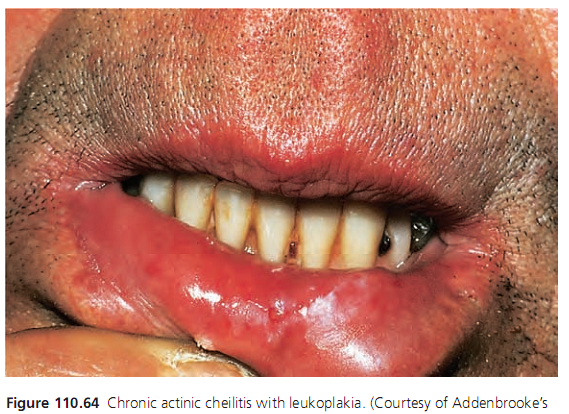 Figure 110.64 Chronic actinic cheilitis with leukoplakia. (Courtesy of Addenbrooke's